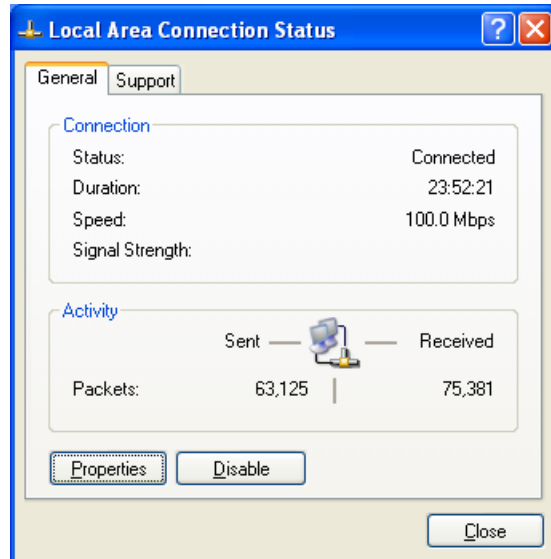 Local Area Connection Status
General Support
Connection
Status: Connected
Duration: 23:52:21
Speed: 100.0 Mbps
Signal Strength:
Activity
Sent Received
Packets: 63,125 75,381
Properties Disable
Close